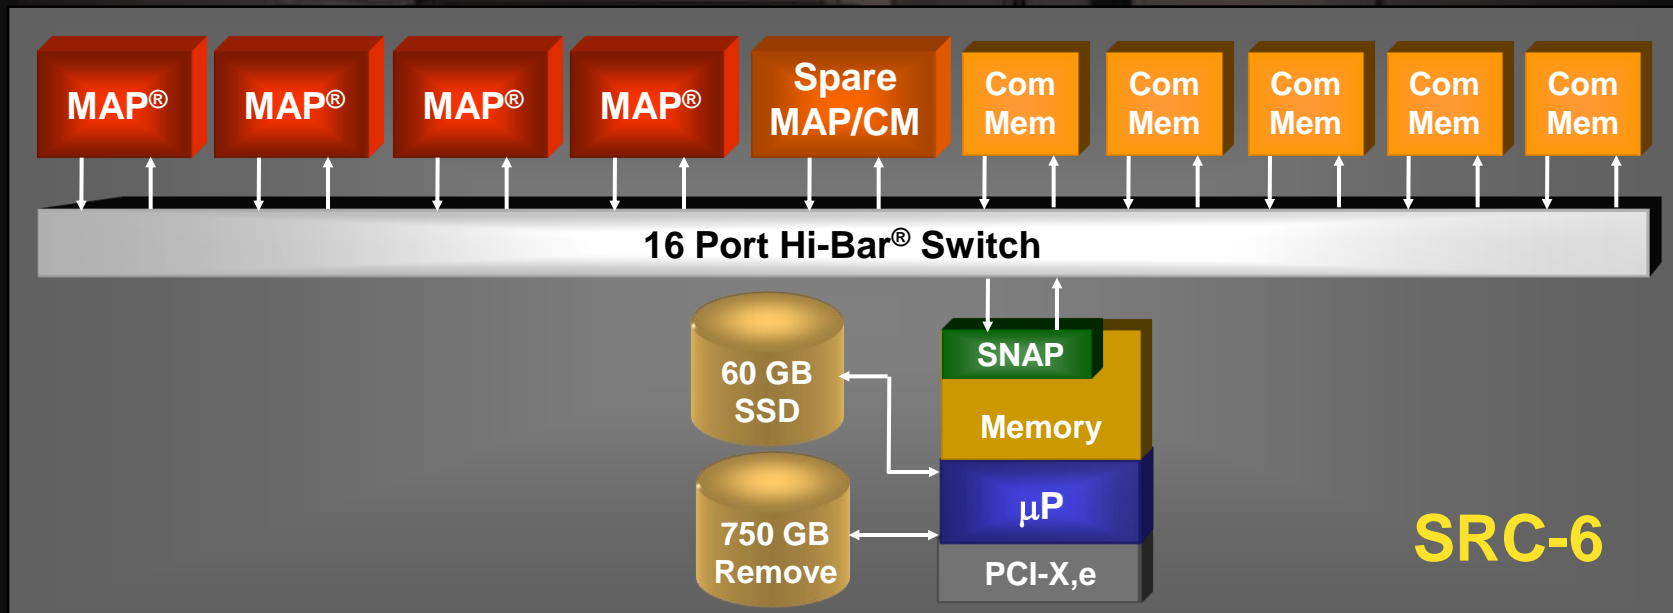 MAP®
MAP®
MAP®
MAP®
Spare
MAP/CM
Com
Mem
Com
Mem
Com
Mem
Com
Mem
Com
Mem
16 Port Hi-Bar® Switch
60 GB
SSD
SNAP
Memory
750 GB
Remove
μP
PCI-X,e
SRC-6